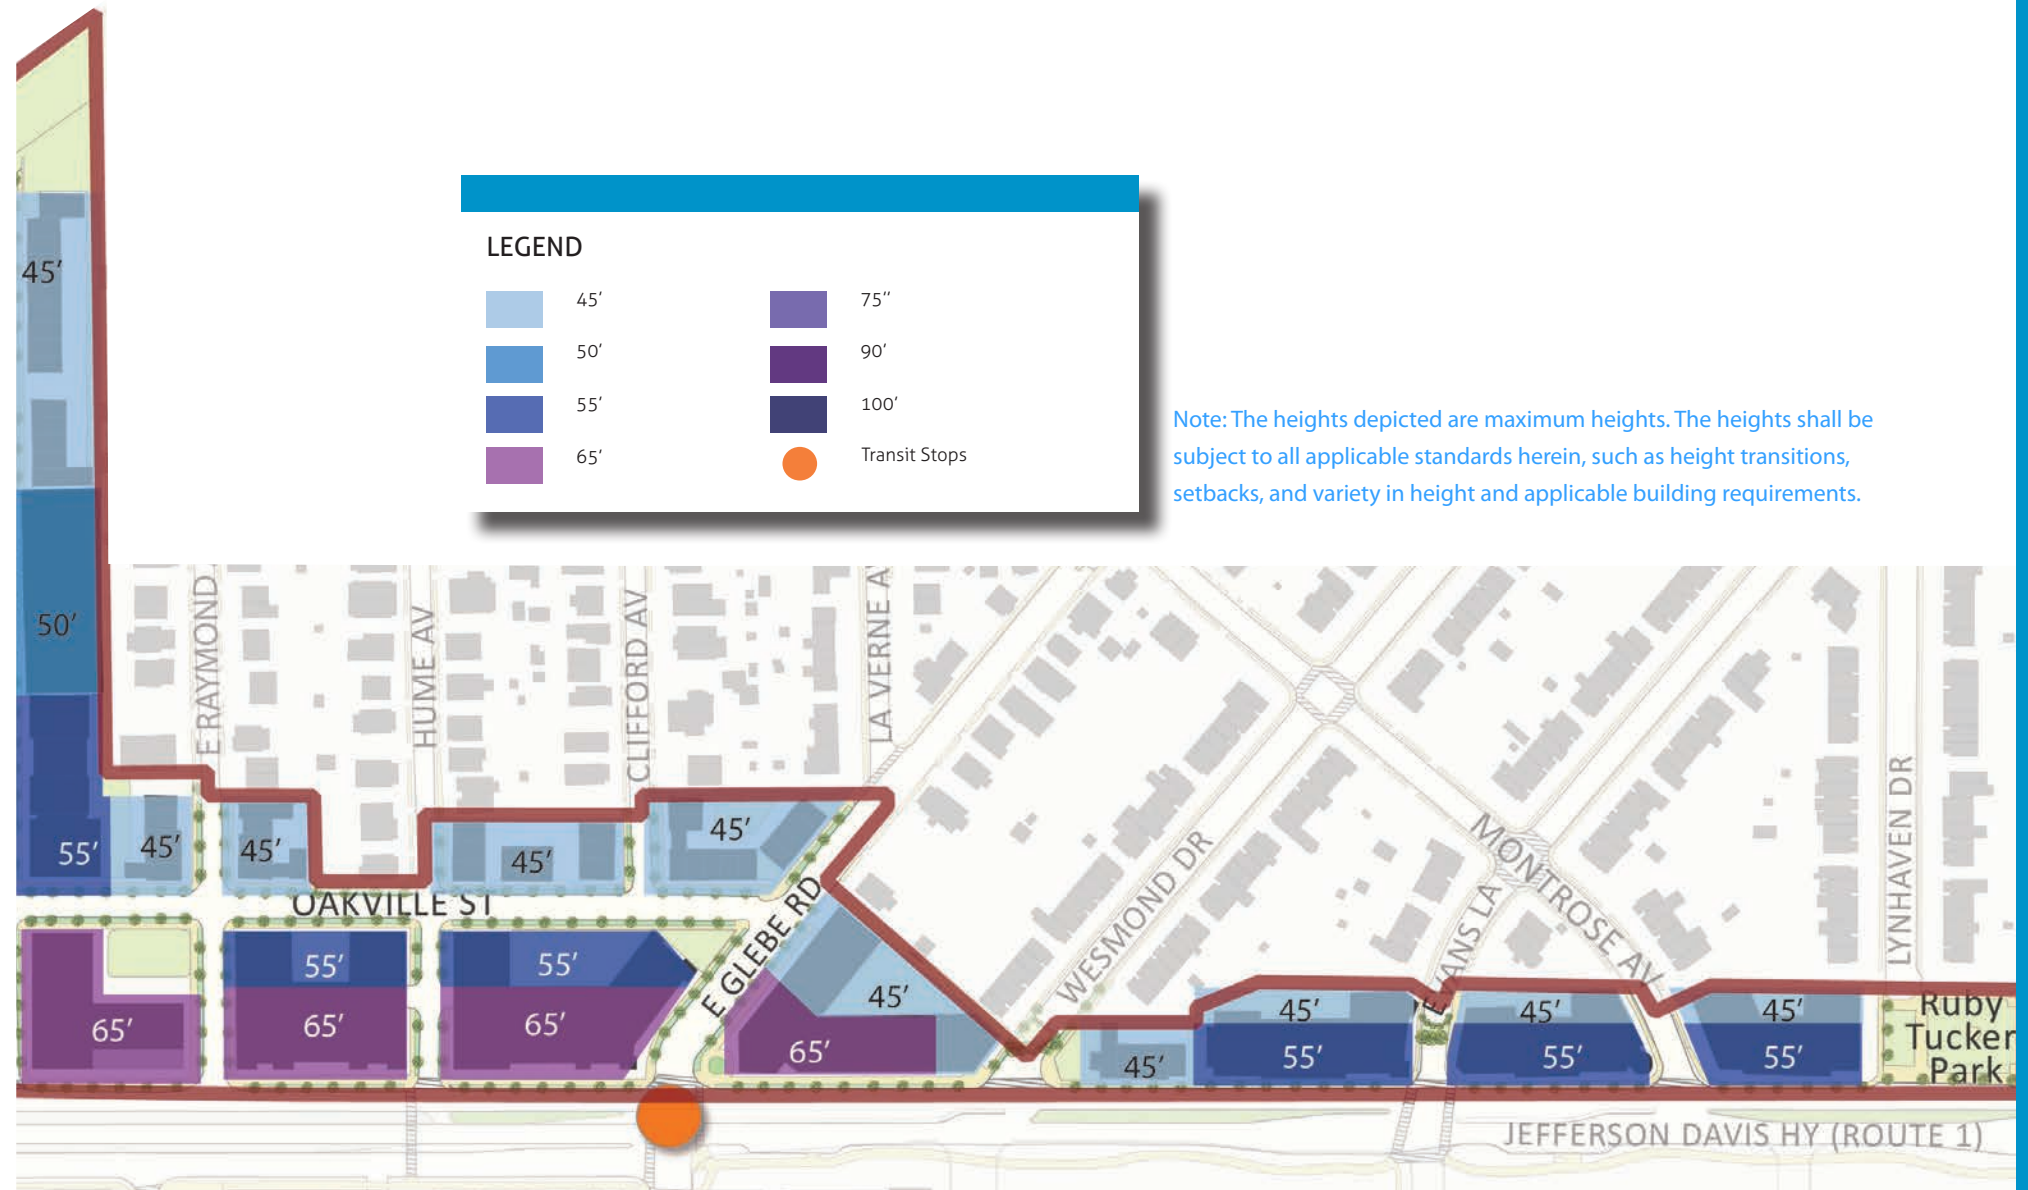 LEGEND
45’
50’
55’
65’
75’’
90’
100’
Transit Stops
Note: The heights depicted are maximum heights. The heights shall be
subject to all applicable standards herein, such as height transitions,
setbacks, and variety in height and applicable building requirements.
45’
50’
55’
E RAYMOND
HUME AV
CLIFFORD AV
LA VERNE A
45’
45’
45’
45’
OAKVILLE ST
E GLEBE RD
WESMOND DR
EVANS LA
MONTROSE AV
LYNHAVEN DR
65’
55’
65’
55’
65’
45’
65’
45’
45’
55’
45’
55’
45’
55’
Ruby
Tucker
Park
JEFFERSON DAVIS HY (ROUTE 1)